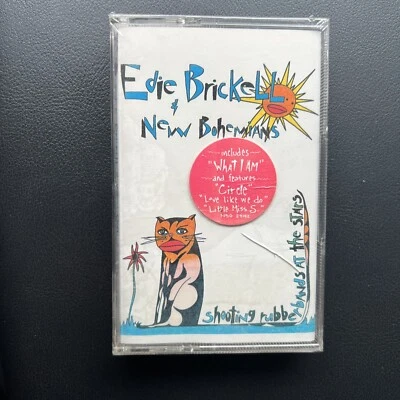 Edie Brickell
&
New Bohemians
includes
"What I Am"
and features
"Circle"
"Love like we do"
"Little Miss S."
shooting rubberbands at the stars